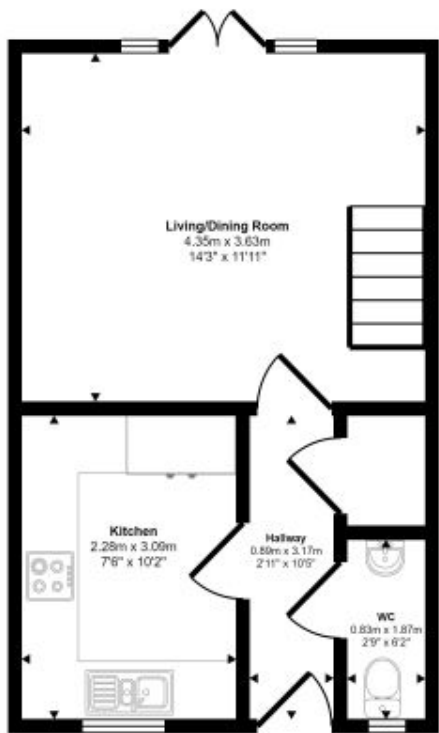 Living/Dining Room
4.35m x 3.63m
14'3" x 11'11"
Kitchen
2.28m x 3.09m
7'6" x 10'2"
Hallway
0.89m x 3.17m
2'11" x 10'5"
WC
0.83m x 1.87m
2'9" x 6'2"